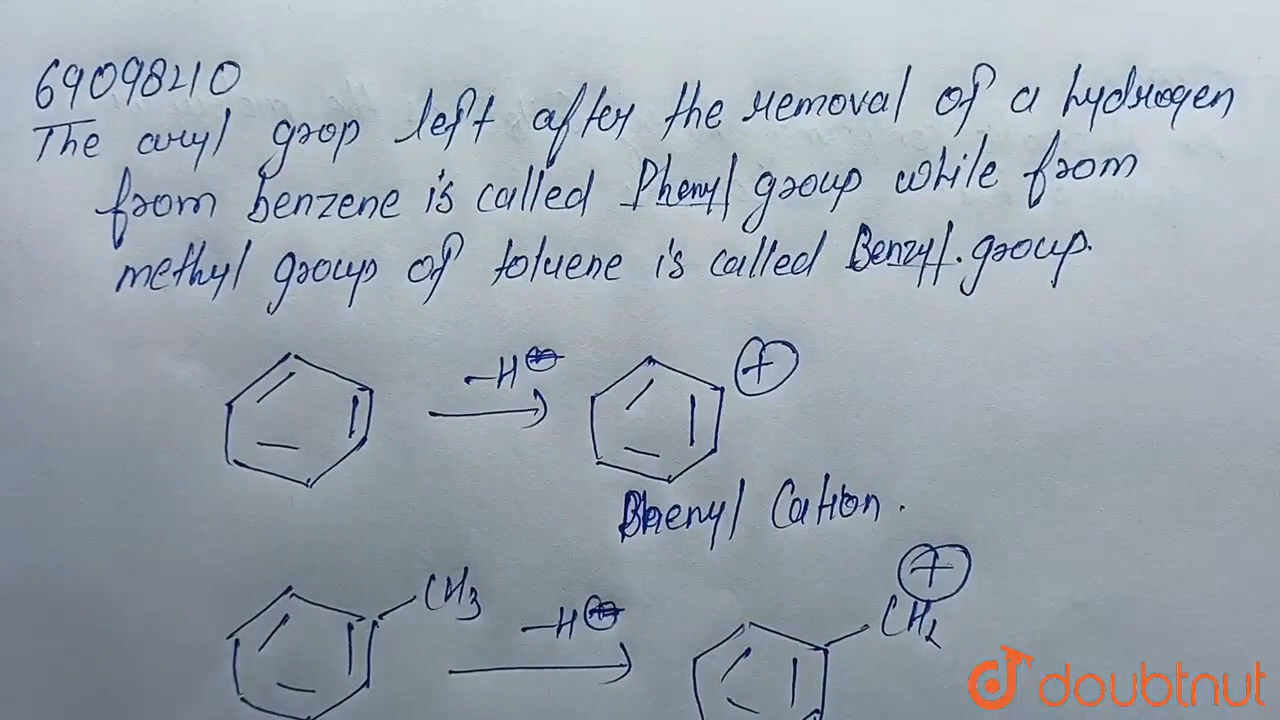 69098210
The aryl grop left after the removal of a hydrogen
from benzene is called Phenyl group while from
methyl group of toluene is called Benzyl group.
-H
+
Phenyl Cation.
CH3
-H
+
CH2
doubtnut